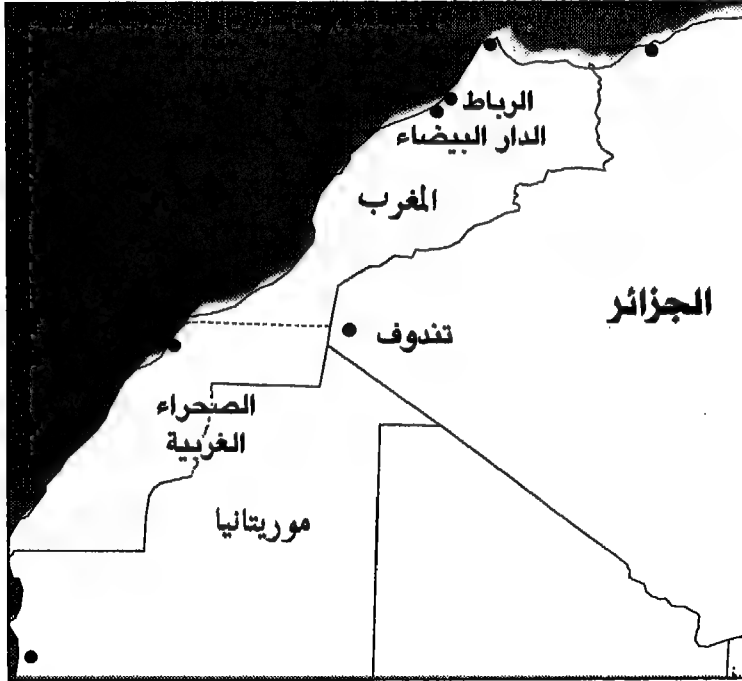 الرباط
الدار البيضاء
المغرب
الجزائر
تندوف
الصحراء
الغربية
موريتانيا